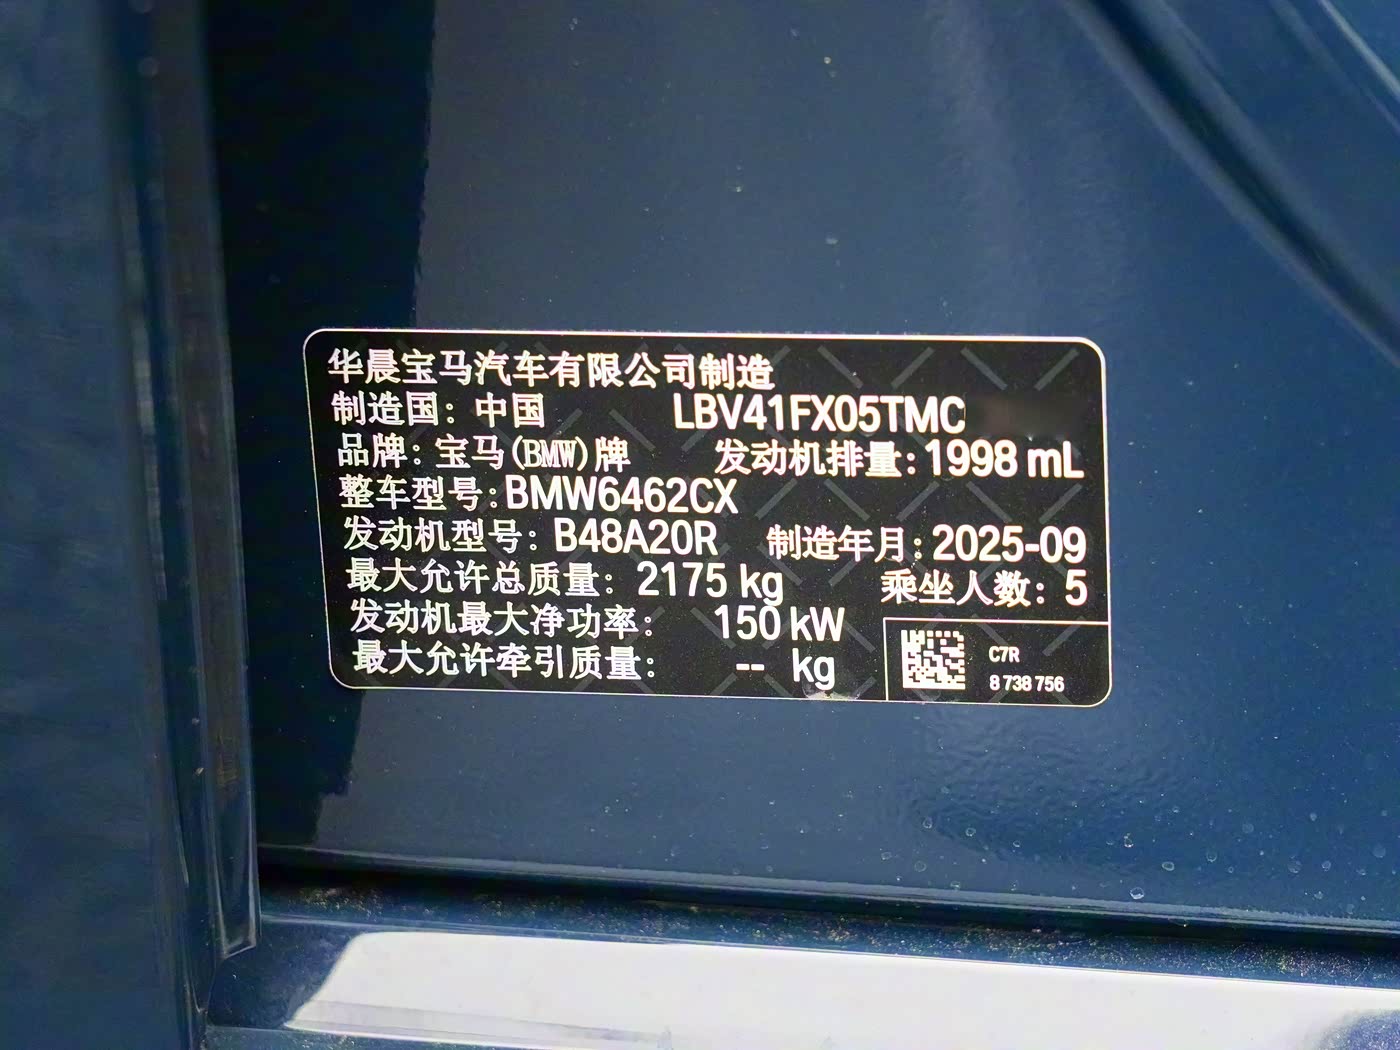 华晨宝马汽车有限公司制造
制造国：中国 LBV41FX05TMC
品牌：宝马(BMW)牌 发动机排量：1998 mL
整车型号：BMW6462CX
发动机型号：B48A20R 制造年月：2025-09
最大允许总质量：2175 kg 乘坐人数：5
发动机最大净功率：150 kW
最大允许牵引质量：-- kg
C7R
8 738 756